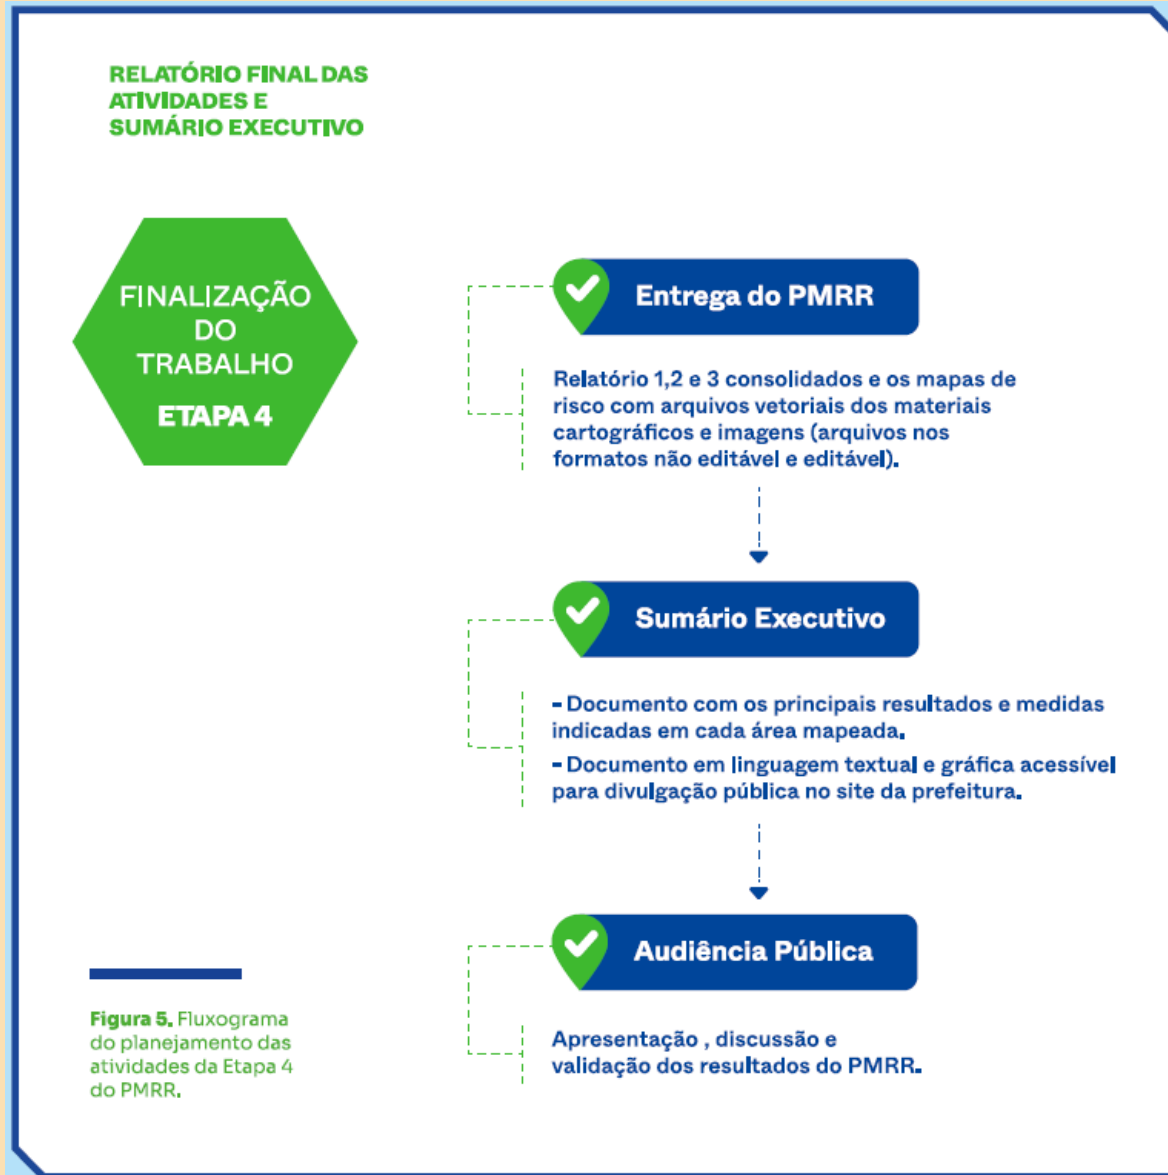 RELATÓRIO FINAL DAS
ATIVIDADES E
SUMÁRIO EXECUTIVO
FINALIZAÇÃO
DO
TRABALHO
ETAPA 4
Entrega do PMRR
Relatório 1,2 e 3 consolidados e os mapas de
risco com arquivos vetoriais dos materiais
cartográficos e imagens (arquivos nos
formatos não editável e editável).
Sumário Executivo
- Documento com os principais resultados e medidas
indicadas em cada área mapeada.
- Documento em linguagem textual e gráfica acessível
para divulgação pública no site da prefeitura.
Audiência Pública
Apresentação , discussão e
validação dos resultados do PMRR.
Figura 5. Fluxograma
do planejamento das
atividades da Etapa 4
do PMRR.